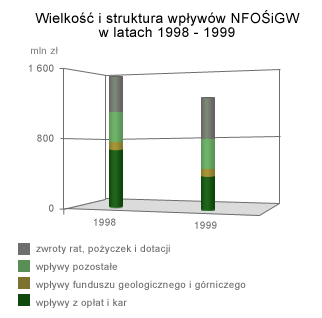 Wielkość i struktura wpływów NFOŚiGW
w latach 1998 - 1999
mln zł
1 600
800
0
1998
1999
zwroty rat, pożyczek i dotacji
wpływy pozostałe
wpływy funduszu geologicznego i górniczego
wpływy z opłat i kar